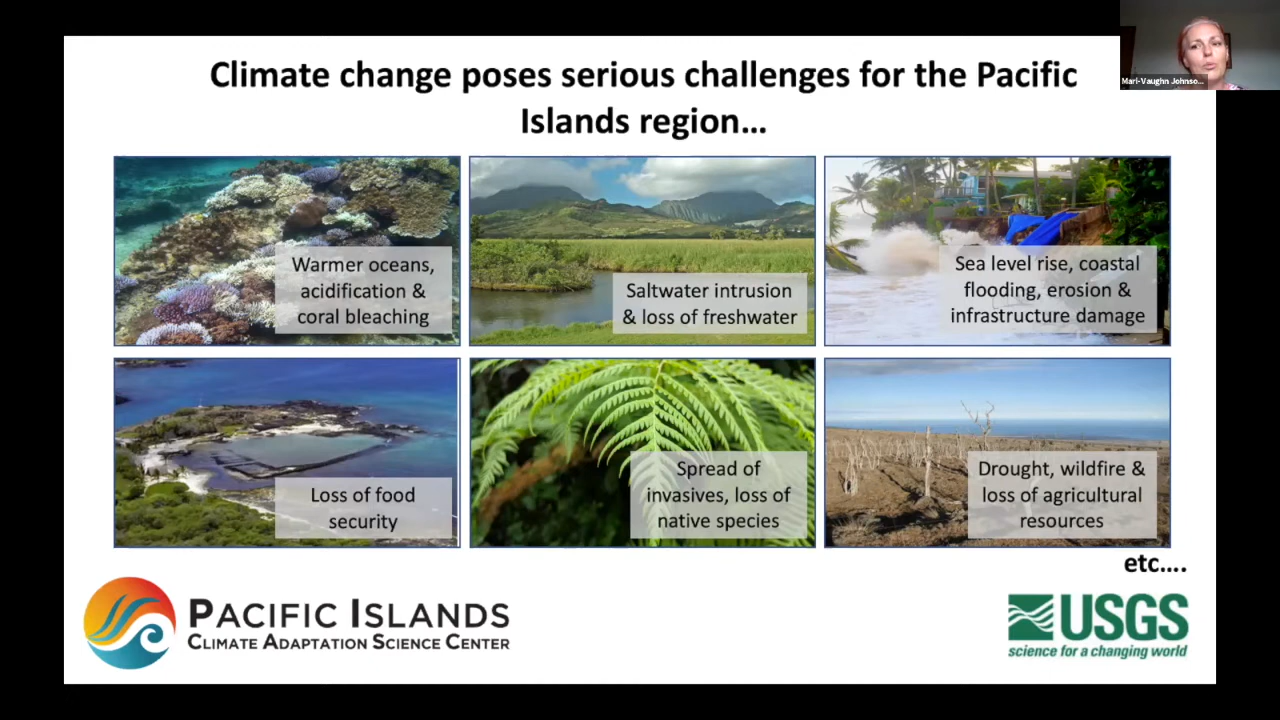 Climate change poses serious challenges for the Pacific
Islands region…
Mari-Vaughn Johnso...
Warmer oceans,
acidification &
coral bleaching
Saltwater intrusion
& loss of freshwater
Sea level rise, coastal
flooding, erosion &
infrastructure damage
Loss of food
security
Spread of
invasives, loss of
native species
Drought, wildfire &
loss of agricultural
resources
etc….
PACIFIC ISLANDS
CLIMATE ADAPTATION SCIENCE CENTER
USGS
science for a changing world